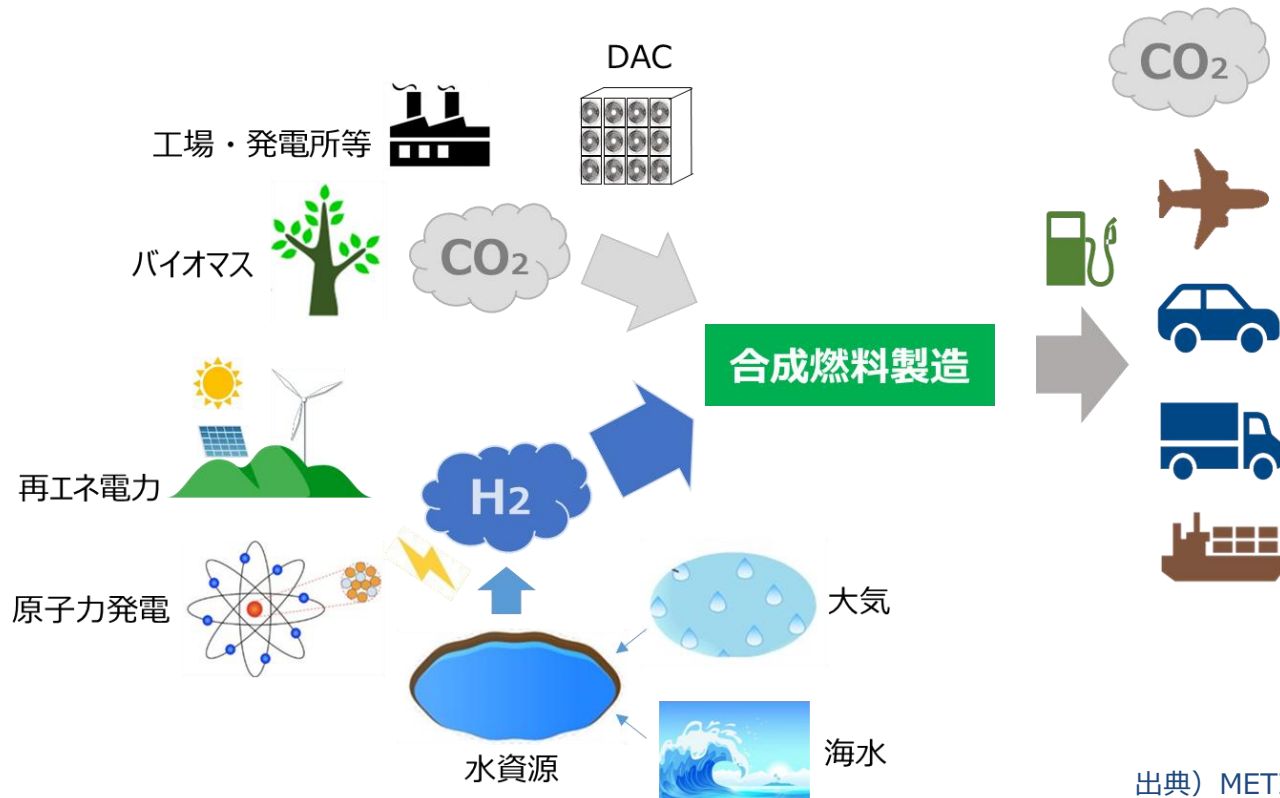 DAC
CO2
工場・発電所等
バイオマス
CO2
合成燃料製造
再エネ電力
H2
原子力発電
大気
水資源
海水
出典）